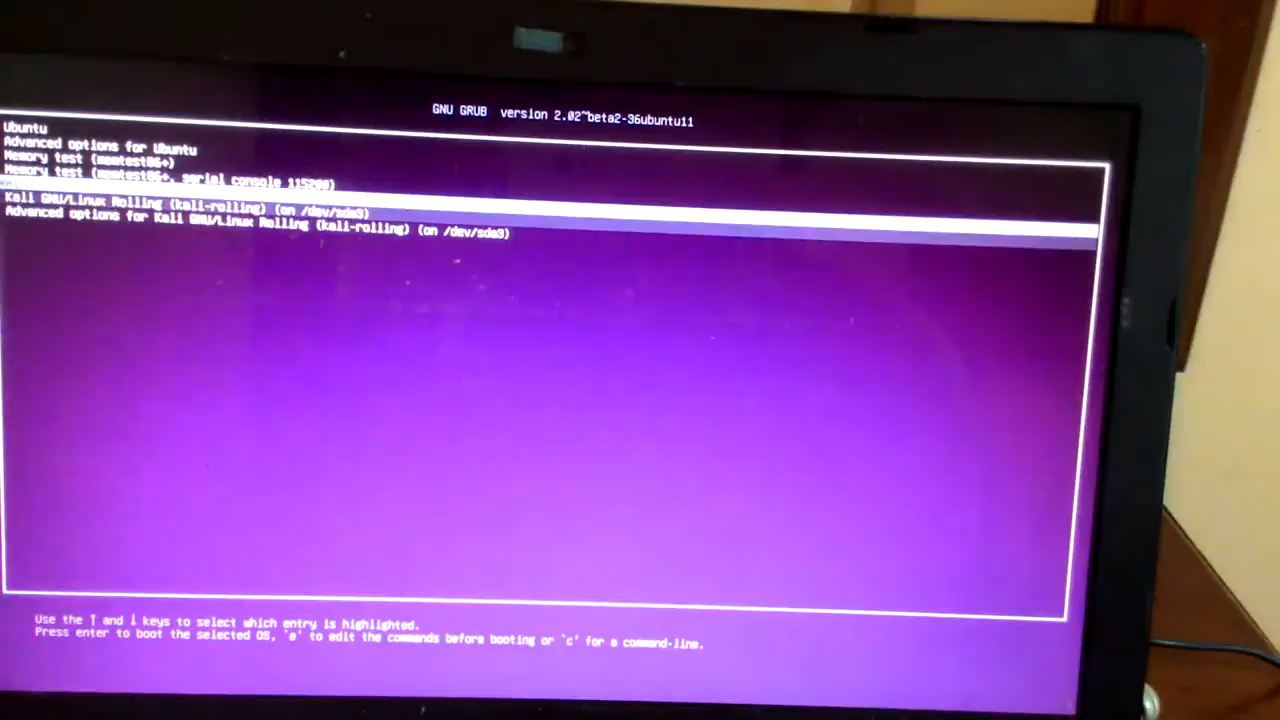 GNU GRUB version 2.02~beta2-36ubuntu11
Ubuntu
Advanced options for Ubuntu
Memory test (memtest86+)
Memory test (memtest86+, serial console 115200)
Kali GNU/Linux Rolling (kali-rolling) (on /dev/sda9)
Advanced options for Kali GNU/Linux Rolling (kali-rolling) (on /dev/sda9)
Use the ↑ and ↓ keys to select which entry is highlighted.
Press enter to boot the selected OS, `e' to edit the commands before booting or `c' for a command-line.